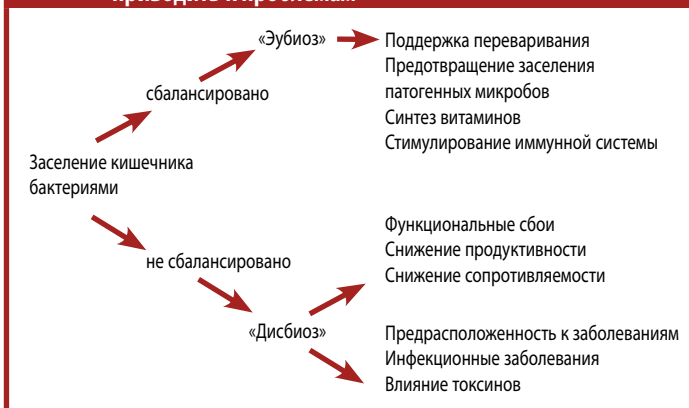 «Эубиоз»
Поддержка переваривания
Предотвращение заселения
патогенных микробов
Синтез витаминов
Стимулирование иммунной системы
сбалансировано
Заселение кишечника
бактериями
не сбалансировано
Функциональные сбои
Снижение продуктивности
Снижение сопротивляемости
«Дисбиоз»
Предрасположенность к заболеваниям
Инфекционные заболевания
Влияние токсинов